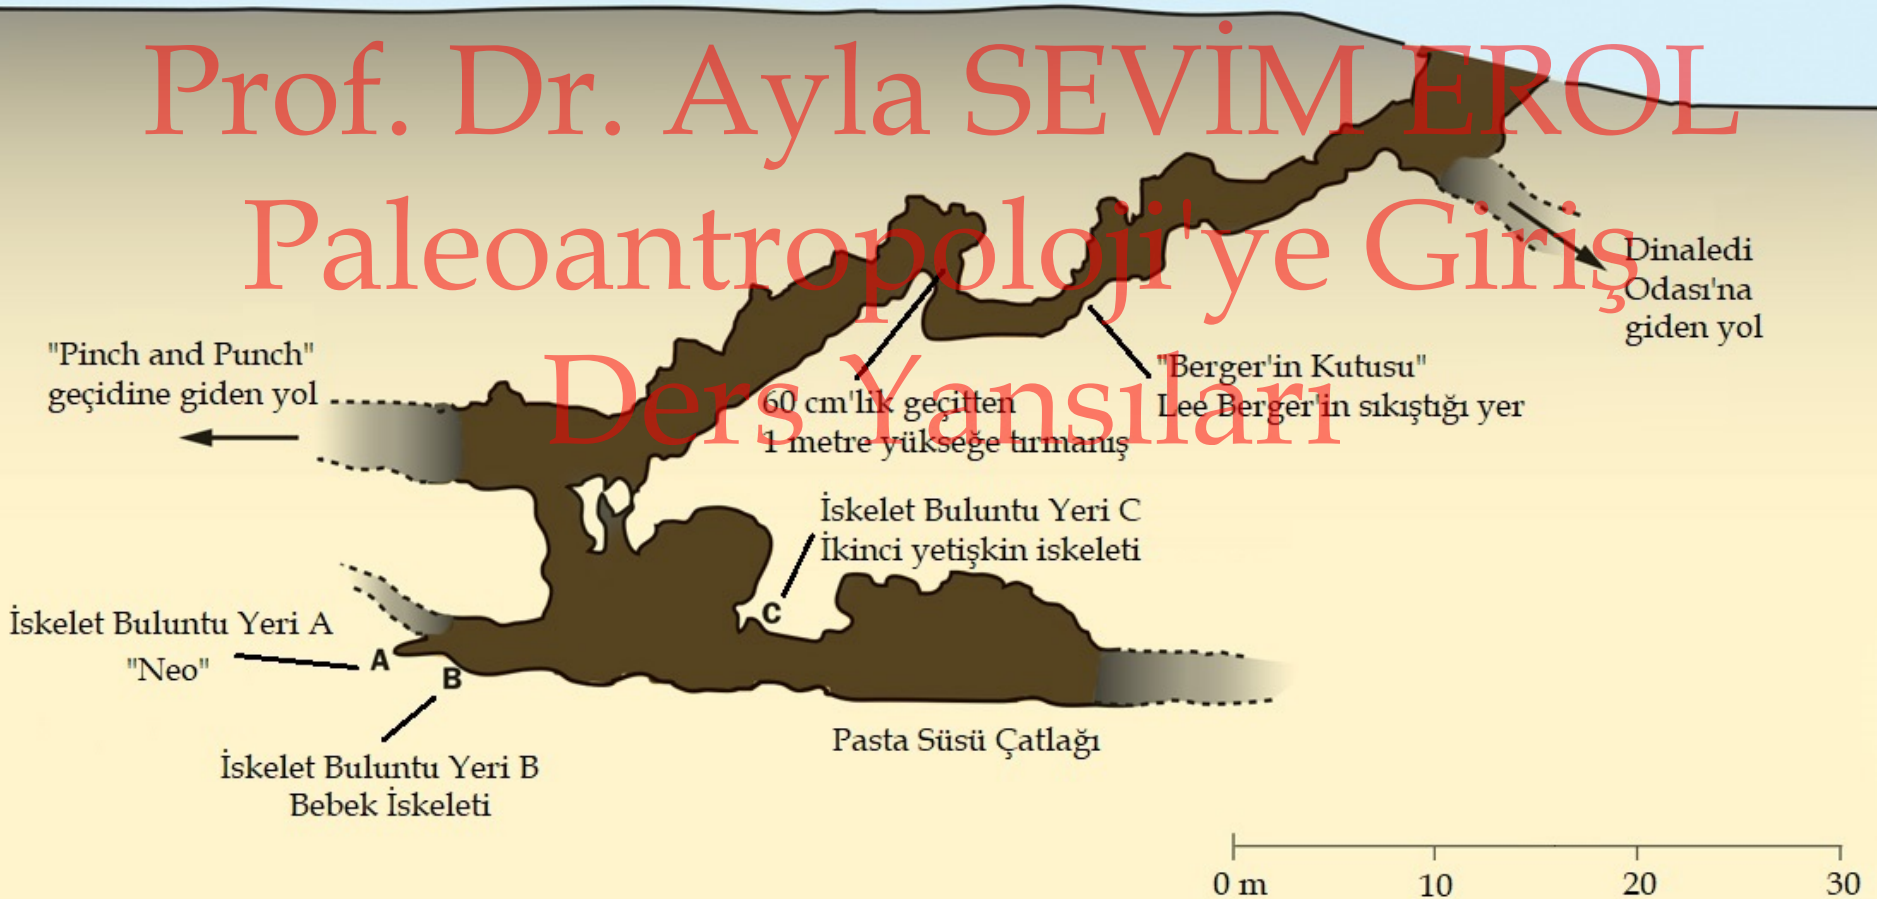 Prof. Dr. Ayla SEVİM EROL
Paleoantropoloji'ye Giriş
Ders Yansıları
Dinaledi
Odası'na
giden yol
"Pinch and Punch"
geçidine giden yol
"Berger'in Kutusu"
Lee Berger'in sıkıştığı yer
60 cm'lik geçitten
1 metre yükseğe tırmanış
İskelet Buluntu Yeri C
İkinci yetişkin iskeleti
C
İskelet Buluntu Yeri A
"Neo"
A
B
İskelet Buluntu Yeri B
Bebek İskeleti
Pasta Süsü Çatlağı
0 m 10 20 30